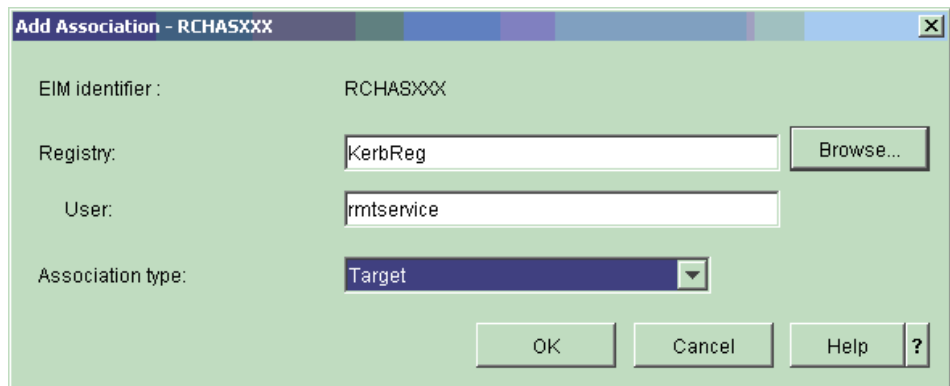 Add Association - RCHASXXX
EIM identifier : RCHASXXX
Registry: KerbReg Browse...
User: rmtservice
Association type: Target
OK Cancel Help ?